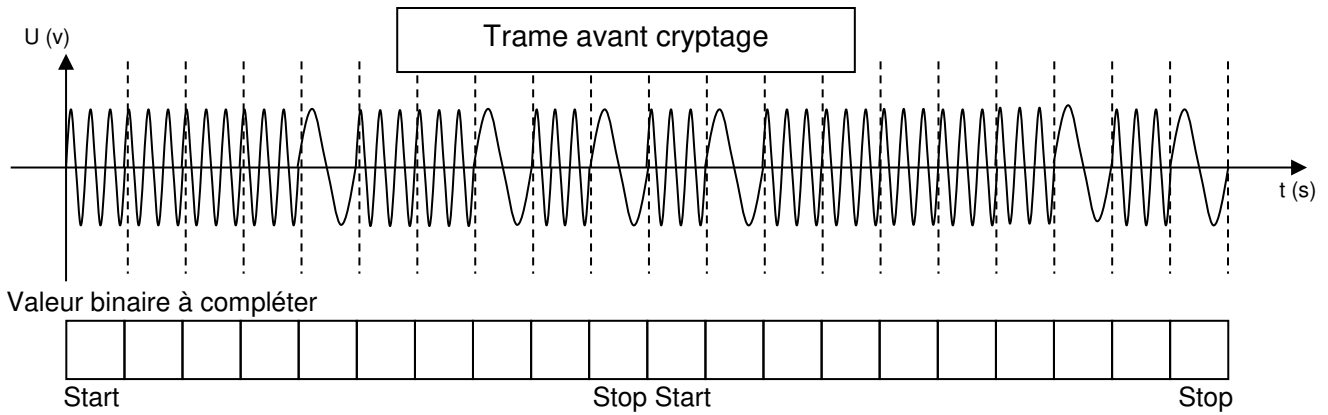 Trame avant cryptage
U (v)
t (s)
Valeur binaire à compléter
Start Stop Start Stop